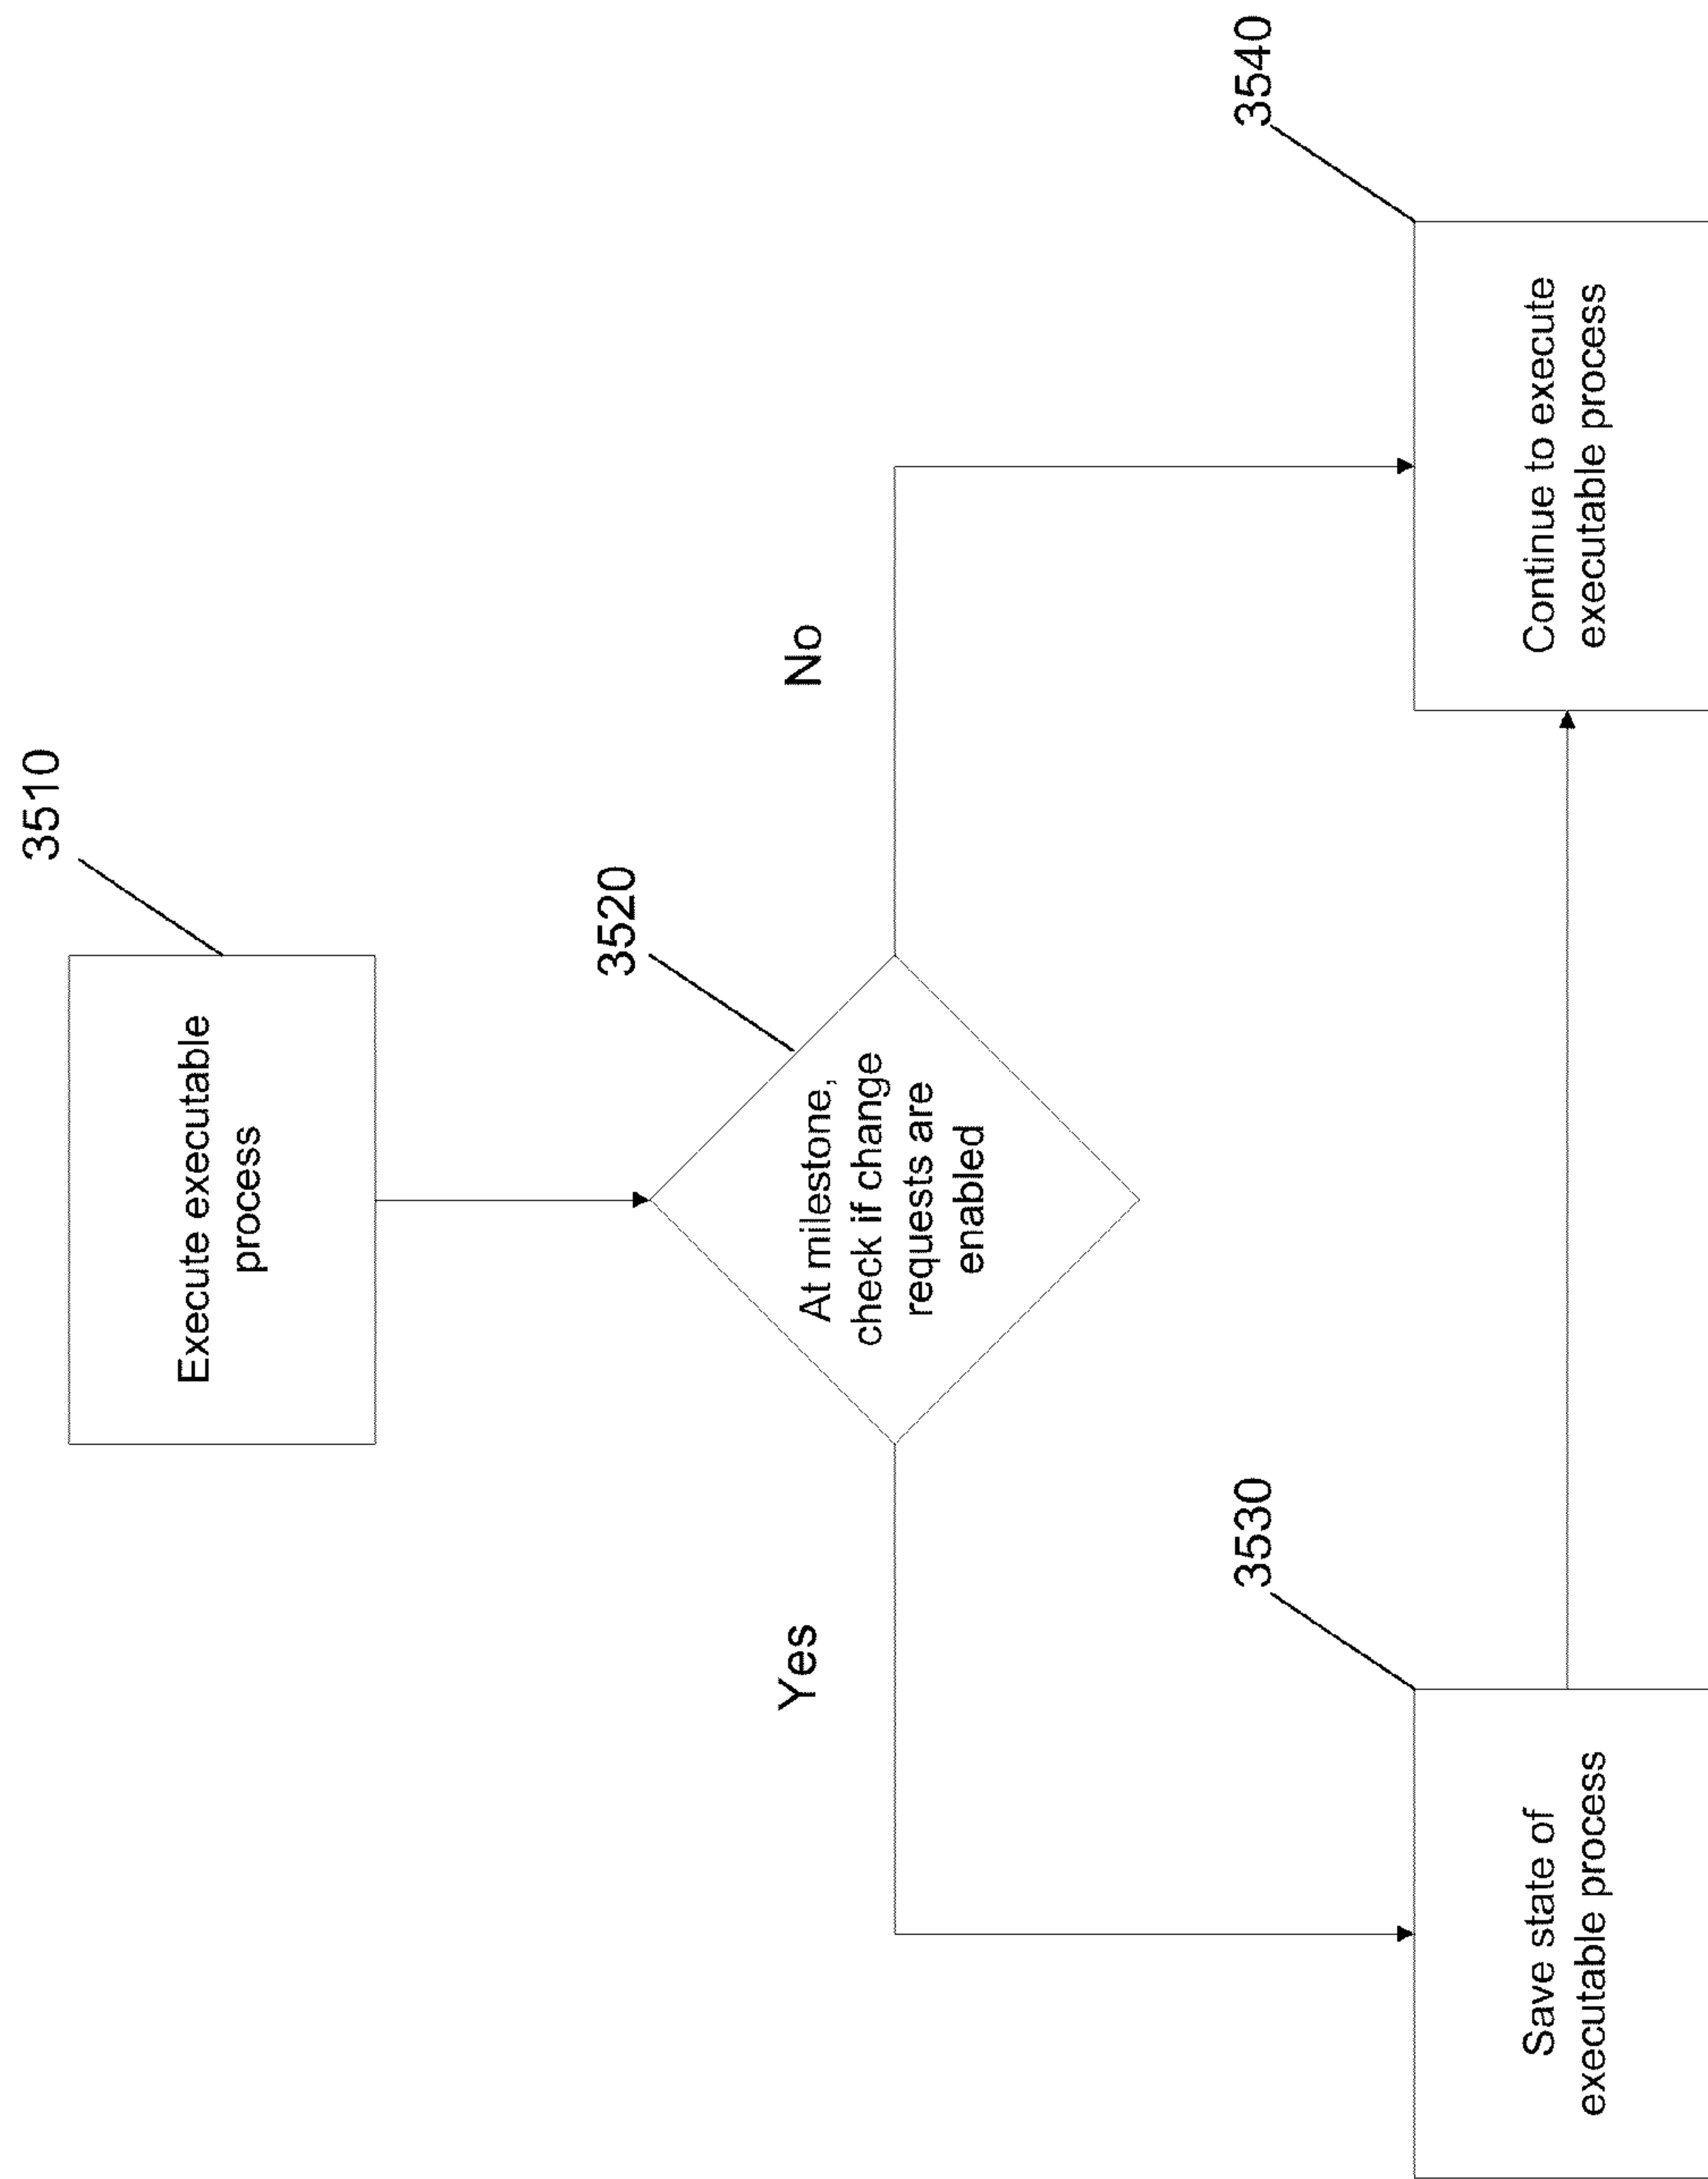 3510
Execute executable
process
3520
At milestone,
check if change
requests are
enabled
Yes
No
3530
Save state of
executable process
3540
Continue to execute
executable process